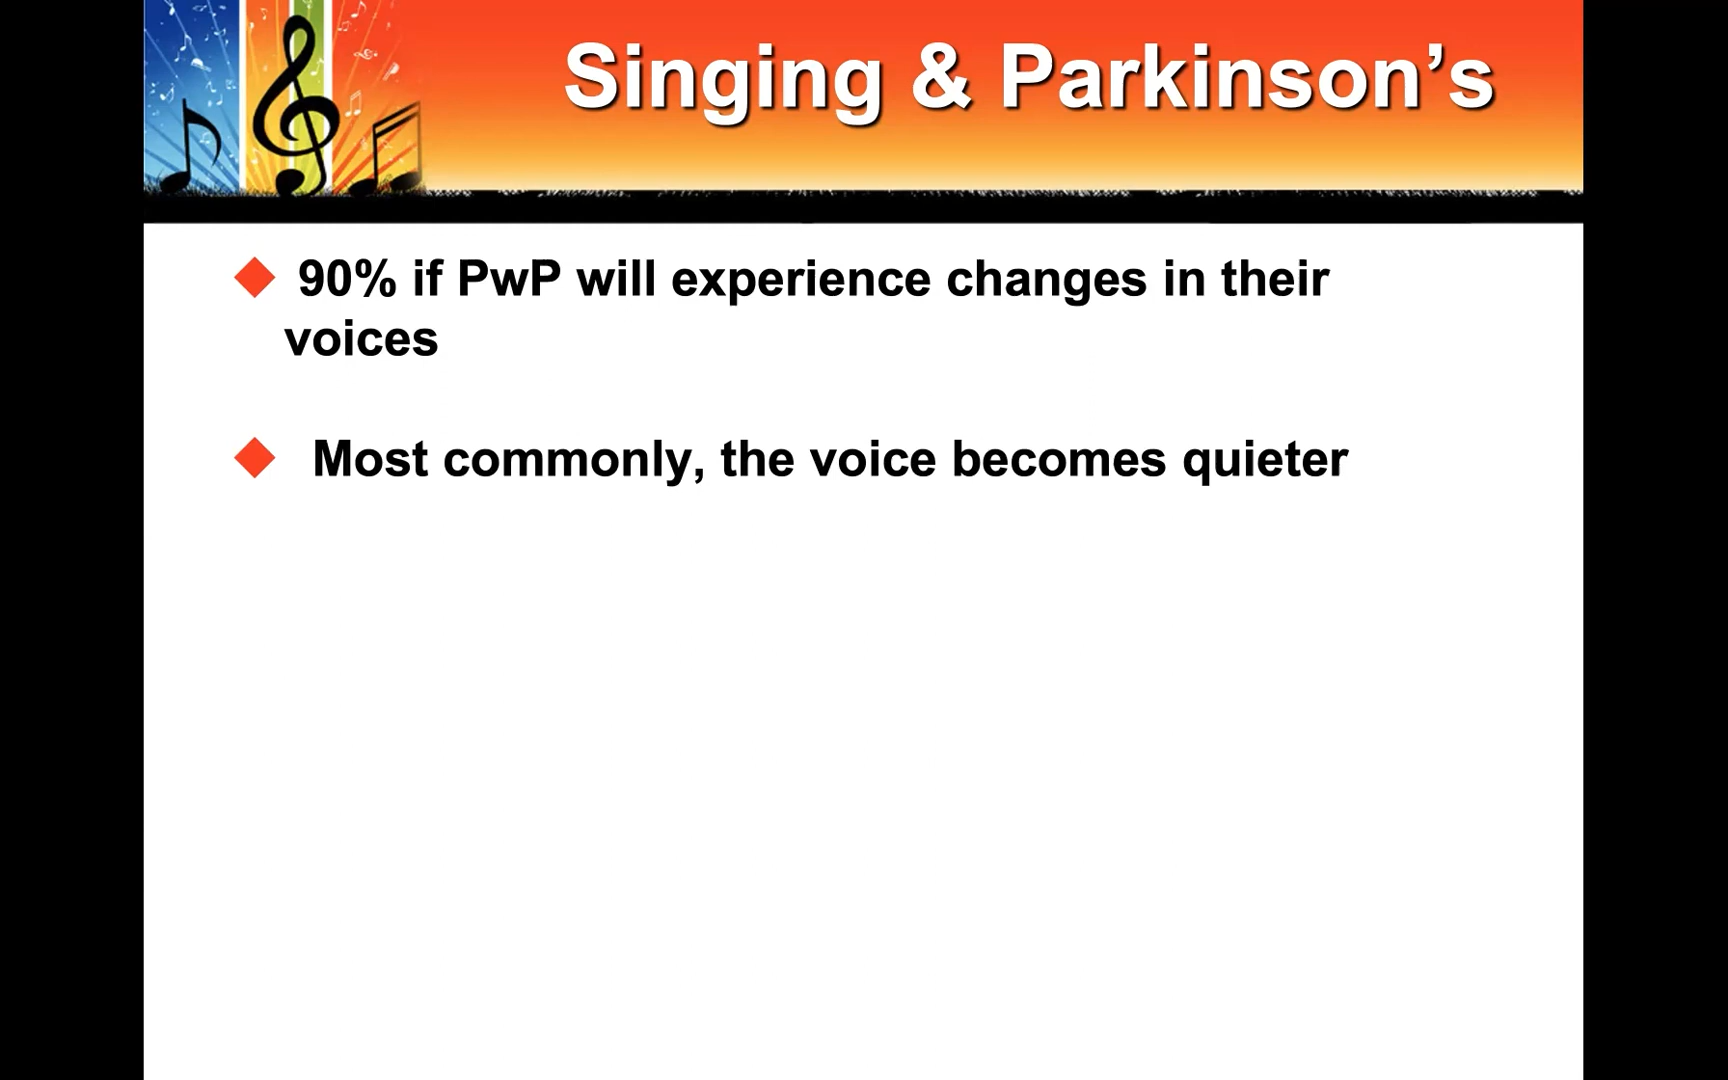 Singing & Parkinson’s
90% if PwP will experience changes in their
voices
Most commonly, the voice becomes quieter